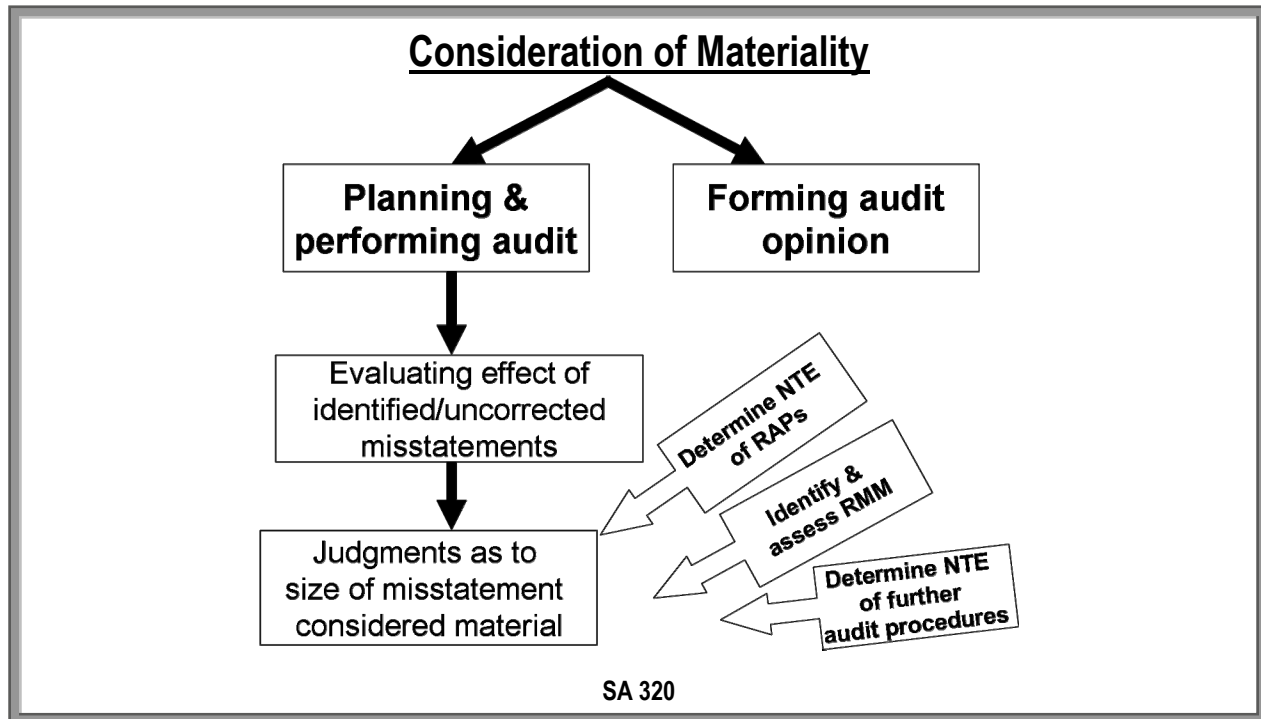 Consideration of Materiality
Planning &
performing audit
Forming audit
opinion
Evaluating effect of
identified/uncorrected
misstatements
Determine NTE
of RAPs
Identify &
assess RMM
Judgments as to
size of misstatement
considered material
Determine NTE
of further
audit procedures
SA 320